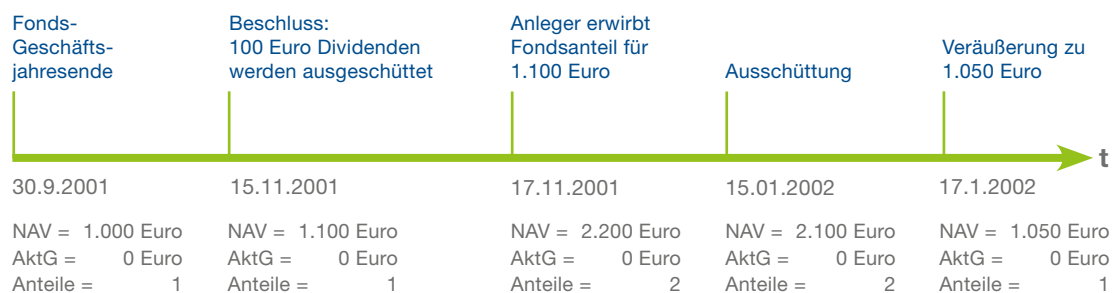 Fonds-
Geschäfts-
jahresende
Beschluss:
100 Euro Dividenden
werden ausgeschüttet
Anleger erwirbt
Fondsanteil für
1.100 Euro
Ausschüttung
Veräußerung zu
1.050 Euro
t
30.9.2001
15.11.2001
17.11.2001
15.01.2002
17.1.2002
NAV = 1.000 Euro
AktG = 0 Euro
Anteile = 1
NAV = 1.100 Euro
AktG = 0 Euro
Anteile = 1
NAV = 2.200 Euro
AktG = 0 Euro
Anteile = 2
NAV = 2.100 Euro
AktG = 0 Euro
Anteile = 2
NAV = 1.050 Euro
AktG = 0 Euro
Anteile = 1